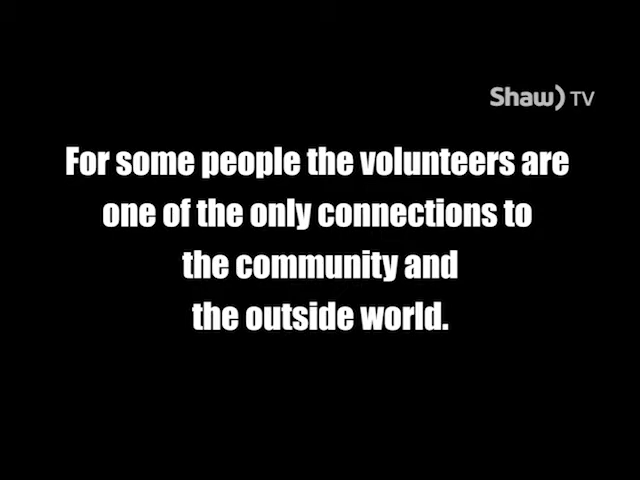 Shaw) TV
For some people the volunteers are
one of the only connections to
the community and
the outside world.